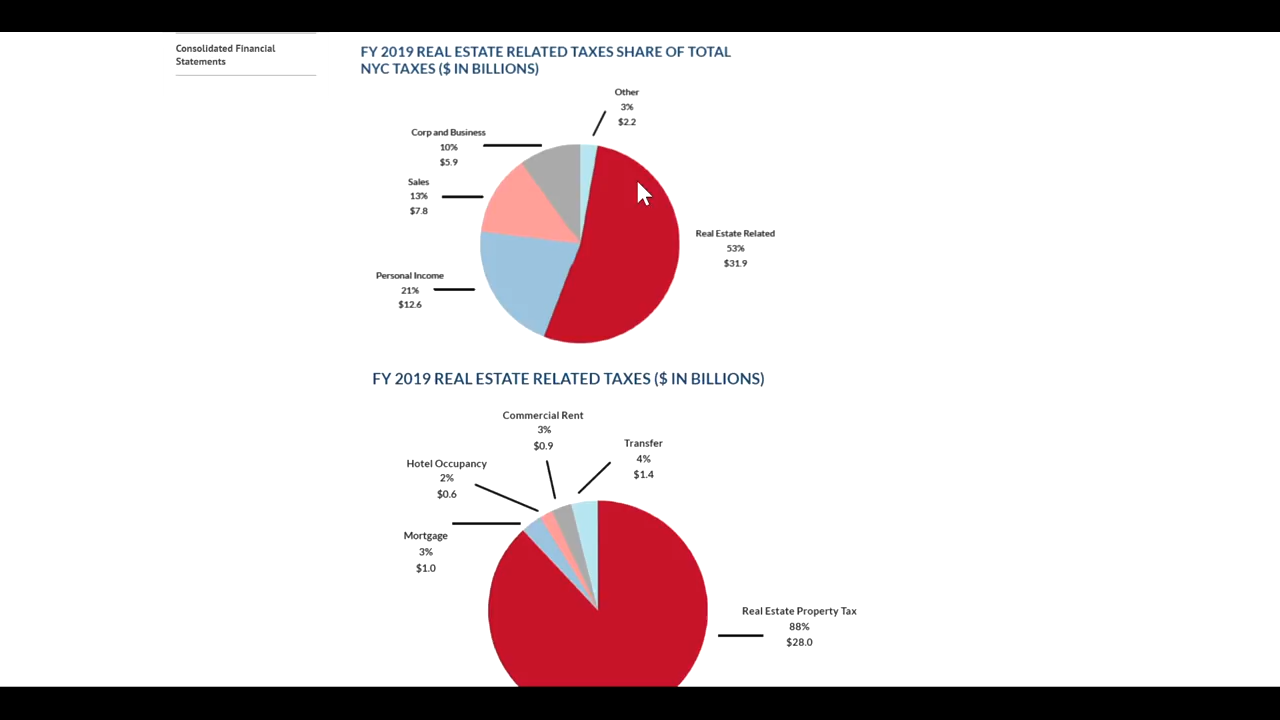 Consolidated Financial
Statements
FY 2019 REAL ESTATE RELATED TAXES SHARE OF TOTAL
NYC TAXES ($ IN BILLIONS)
Other
3%
$2.2
Corp and Business
10%
$5.9
Sales
13%
$7.8
Real Estate Related
53%
$31.9
Personal Income
21%
$12.6
FY 2019 REAL ESTATE RELATED TAXES ($ IN BILLIONS)
Commercial Rent
3%
$0.9
Transfer
4%
$1.4
Hotel Occupancy
2%
$0.6
Mortgage
3%
$1.0
Real Estate Property Tax
88%
$28.0